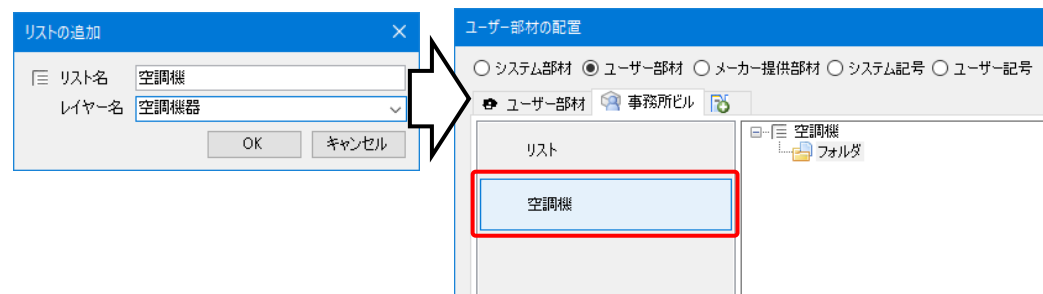 リストの追加
リスト名 空調機
レイヤー名 空調機器
OK キャンセル
ユーザー部材の配置
システム部材 ユーザー部材 メーカー提供部材 システム記号 ユーザー記号
ユーザー部材 事務所ビル
リスト
空調機
空調機
フォルダ